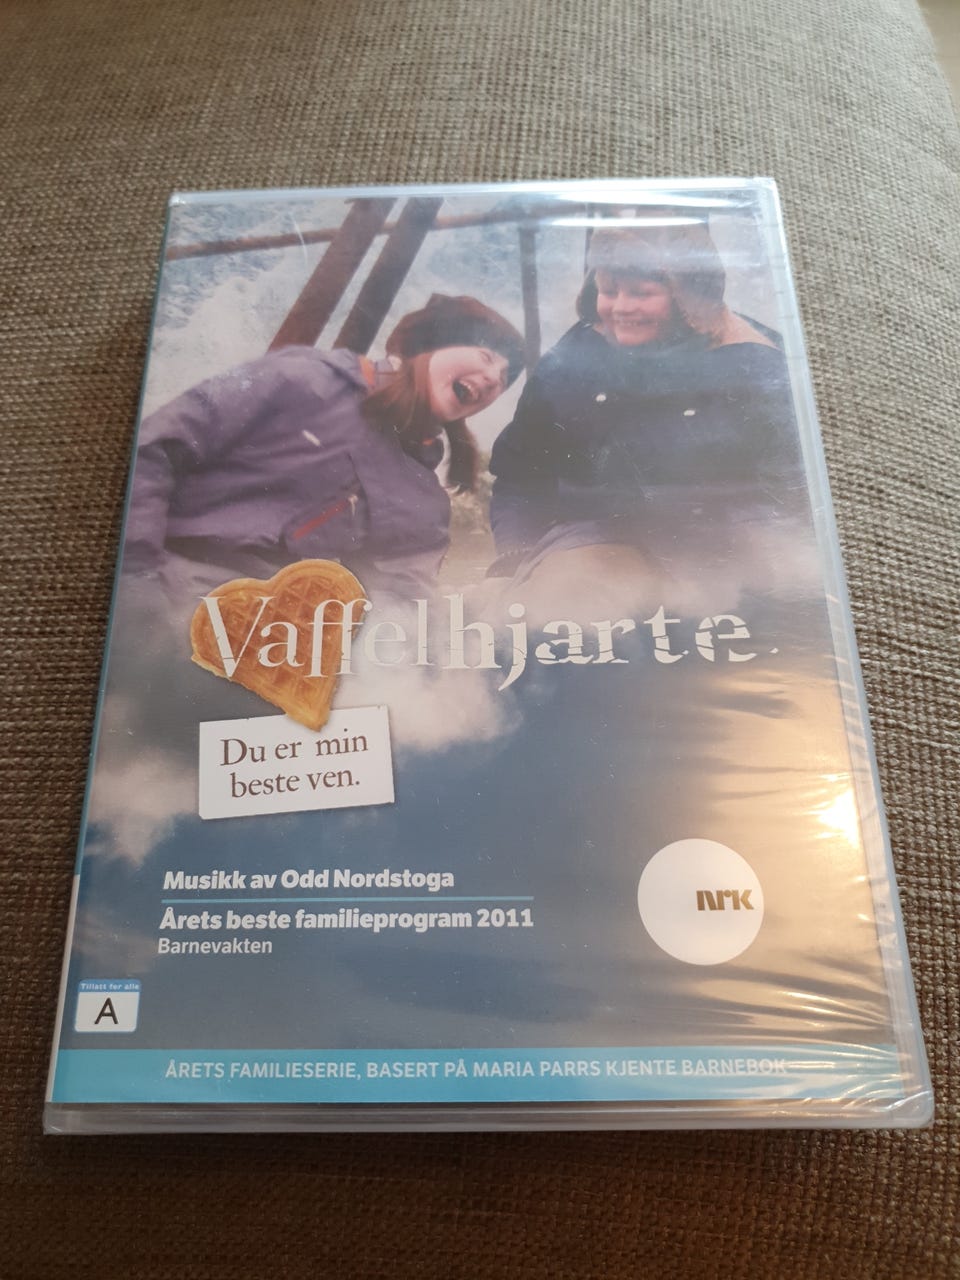 Vaffelhjarte.
Du er min
beste ven.
Musikk av Odd Nordstoga
Årets beste familieprogram 2011
Barnevakten
nrk
Tillatt for alle
A
ÅRETS FAMILIESERIE, BASERT PÅ MARIA PARRS KJENTE BARNEBOK